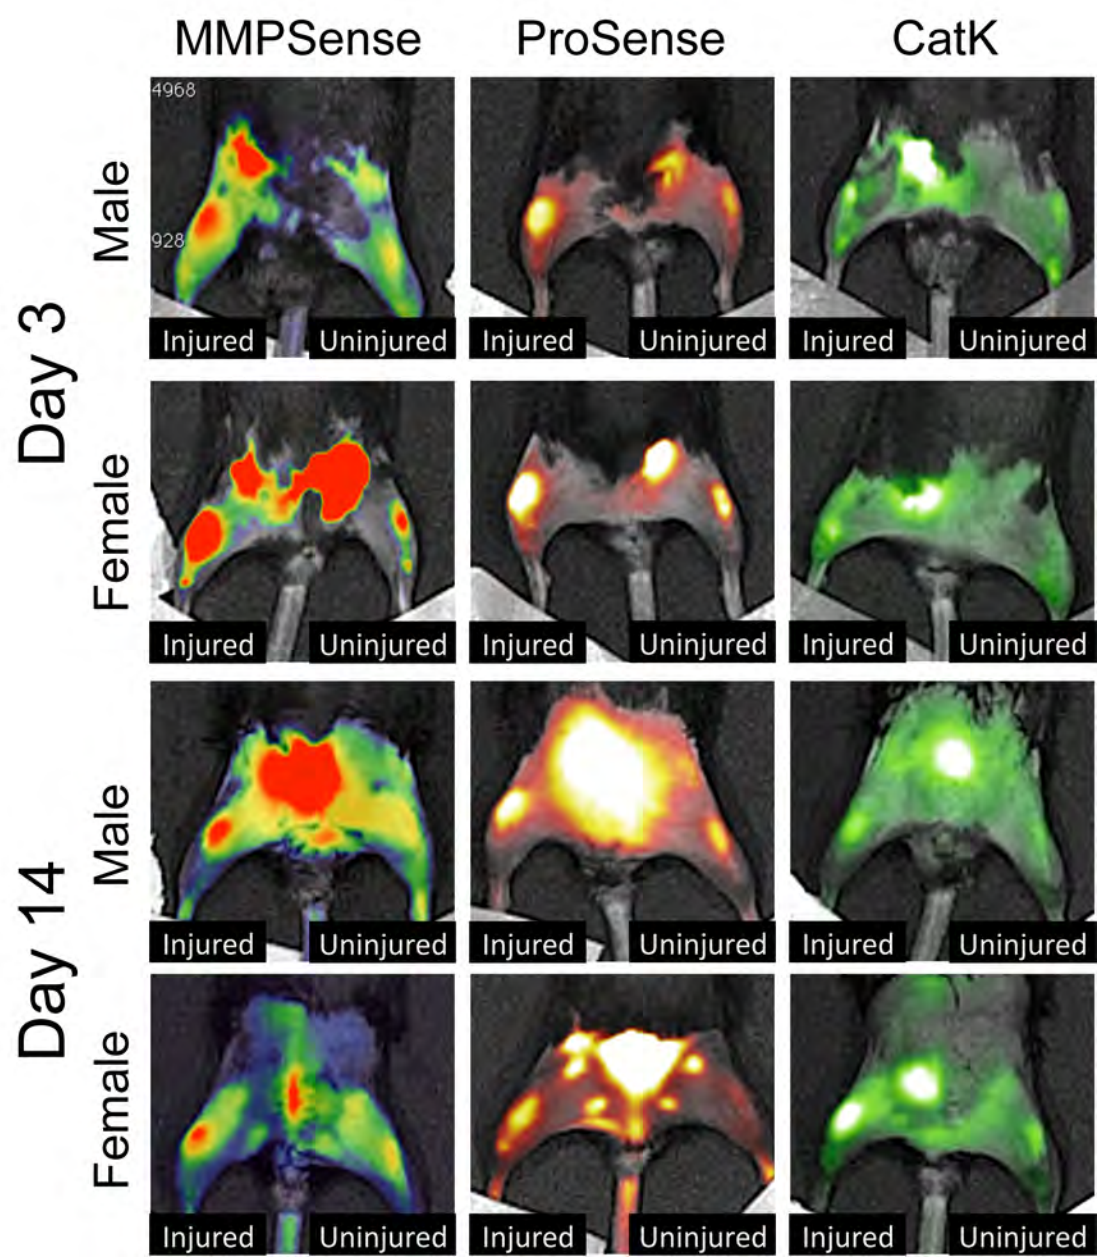 MMPSense ProSense CatK
Day 3
Male
4968
928
Injured Uninjured Injured Uninjured Injured Uninjured
Female
Injured Uninjured Injured Uninjured Injured Uninjured
Day 14
Male
Injured Uninjured Injured Uninjured Injured Uninjured
Female
Injured Uninjured Injured Uninjured Injured Uninjured